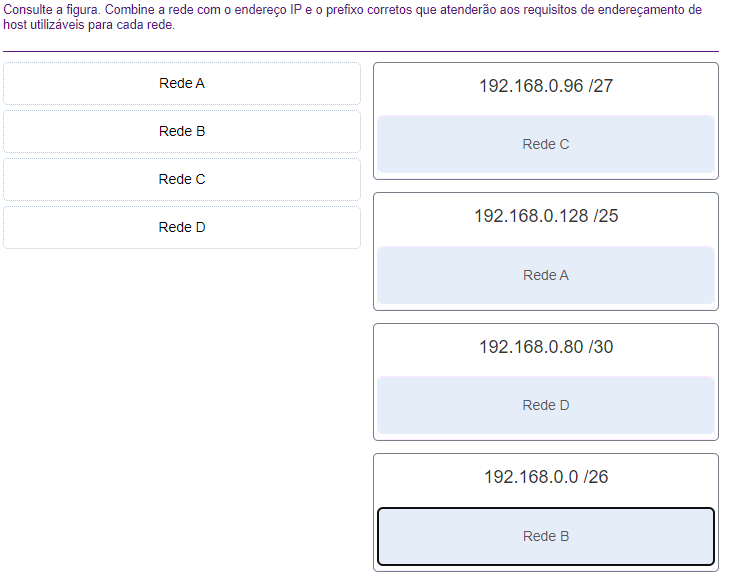 Consulte a figura. Combine a rede com o endereço IP e o prefixo corretos que atenderão aos requisitos de endereçamento de
host utilizáveis para cada rede.
Rede A
Rede B
Rede C
Rede D
192.168.0.96 /27
Rede C
192.168.0.128 /25
Rede A
192.168.0.80 /30
Rede D
192.168.0.0 /26
Rede B